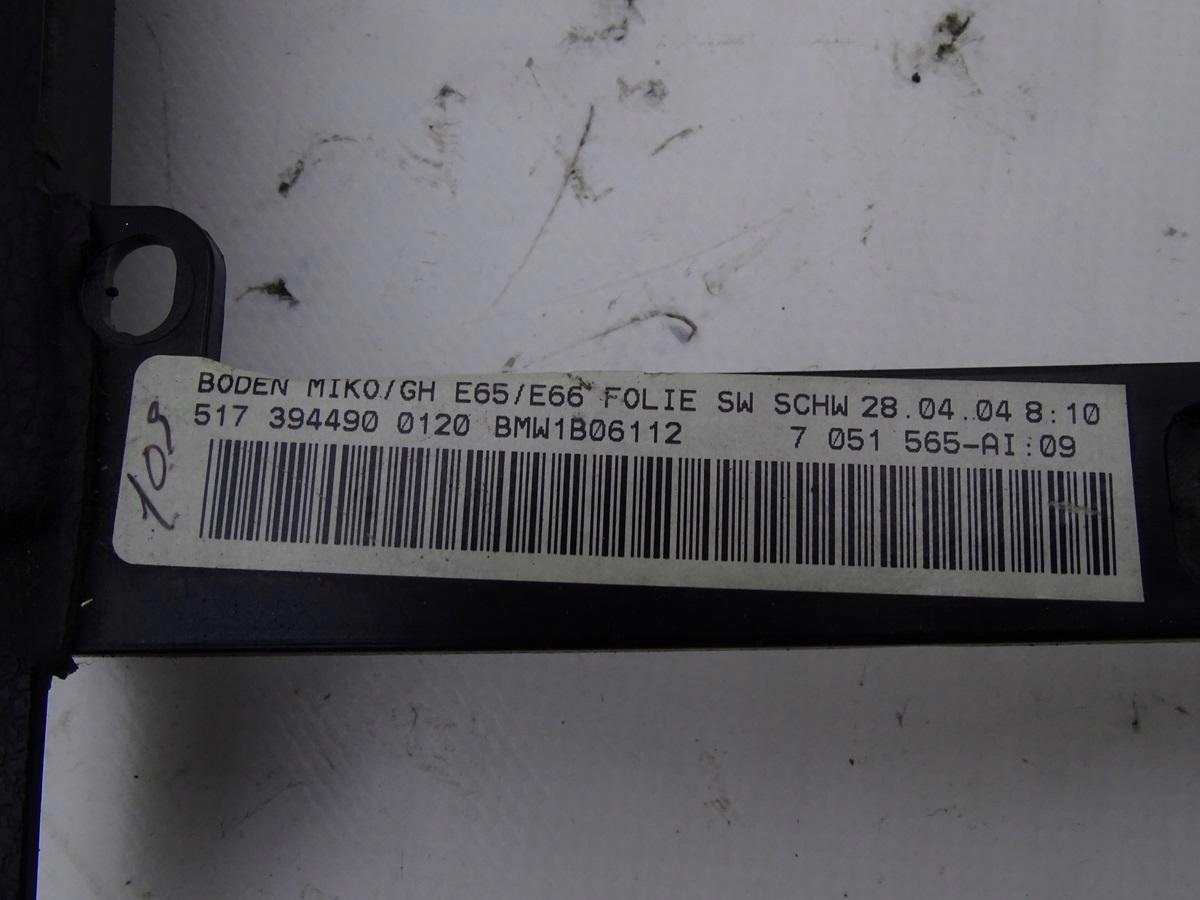 BODEN MIKO/GH E65/E66 FOLIE SW SCHW 28.04.04 8:10
517 394490 0120 BMW1B06112 7 051 565-AI:09
109